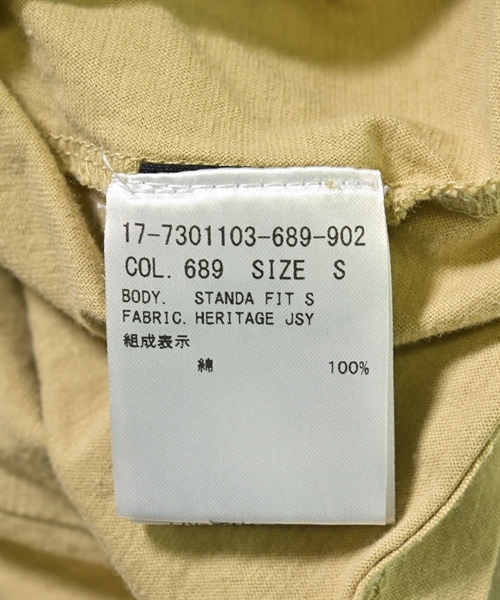 17-7301103-689-902
COL. 689 SIZE S
BODY. STANDA FIT S
FABRIC. HERITAGE JSY
組成表示
綿 100%